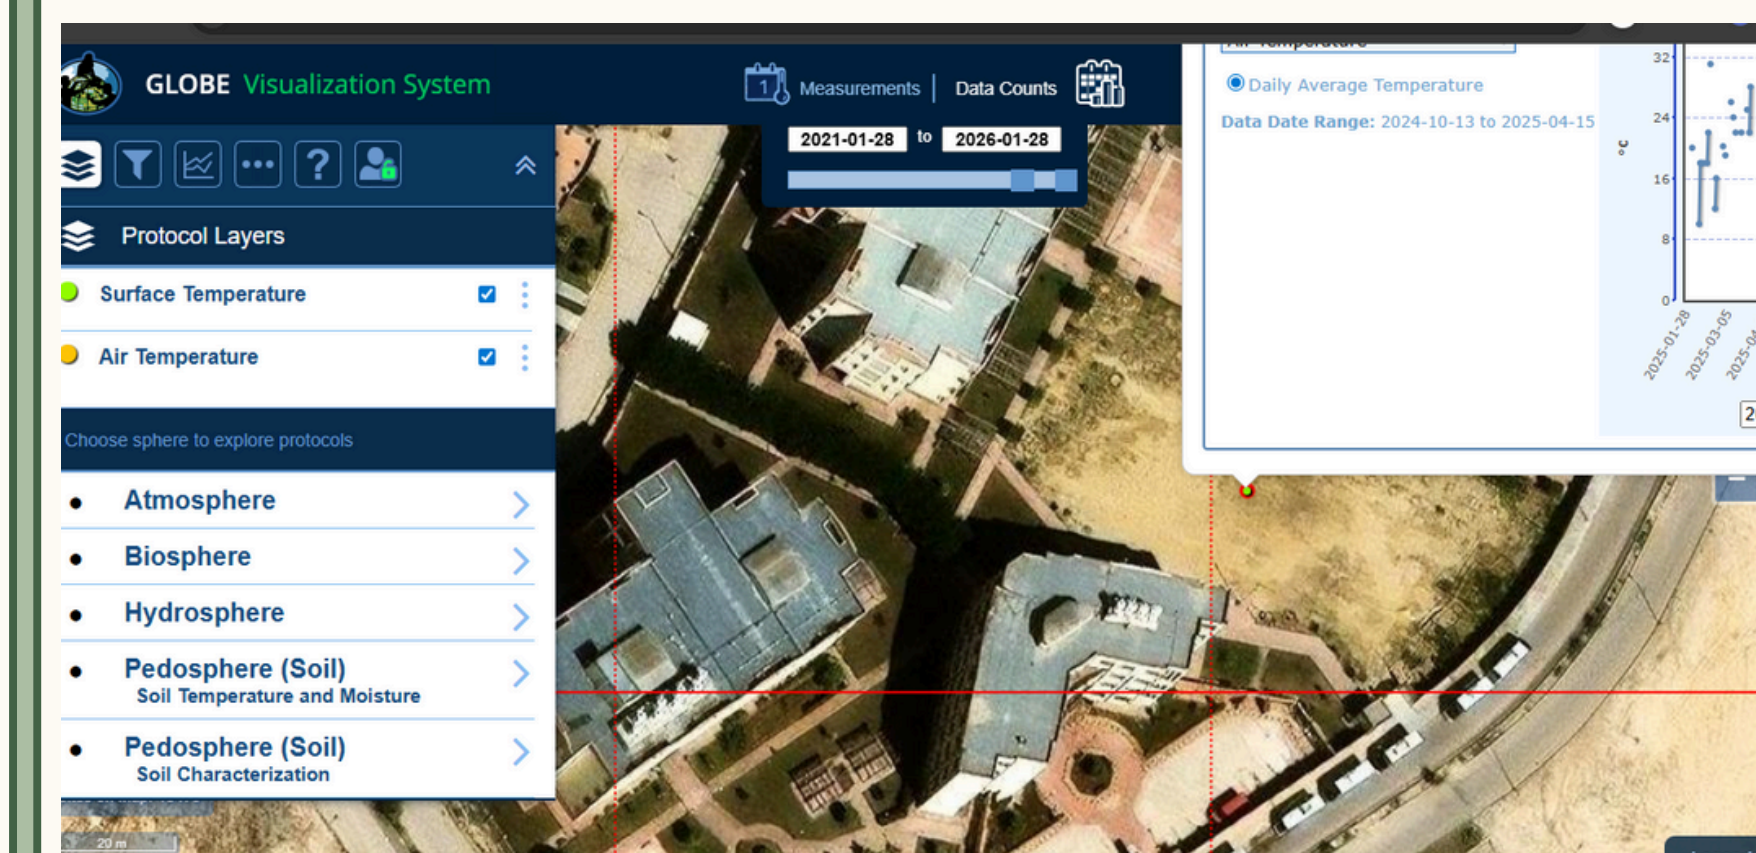 GLOBE Visualization System
1
Measurements | Data Counts
2021-01-28 to 2026-01-28
?
Protocol Layers
Surface Temperature
Air Temperature
Choose sphere to explore protocols
Atmosphere
Biosphere
Hydrosphere
Pedosphere (Soil)
Soil Temperature and Moisture
Pedosphere (Soil)
Soil Characterization
20 m
Air Temperature
Daily Average Temperature
Data Date Range: 2024-10-13 to 2025-04-15
°C
32
24
16
8
0
2025-01-28
2025-03-05